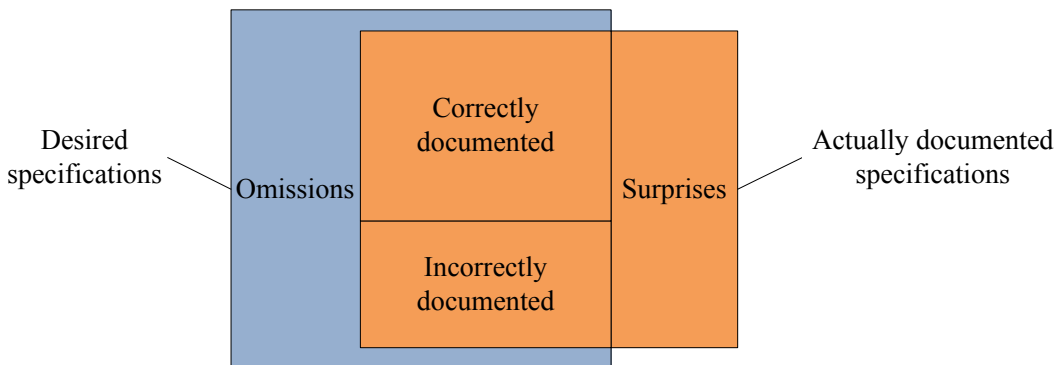 Correctly
documented
Desired
specifications
Omissions
Surprises
Actually documented
specifications
Incorrectly
documented